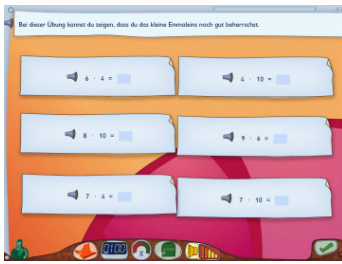 Bei dieser Übung kannst du zeigen, dass du das kleine Einmaleins noch gut beherrschst.
6 · 4 =
4 · 10 =
8 · 10 =
9 · 6 =
7 · 4 =
7 · 10 =